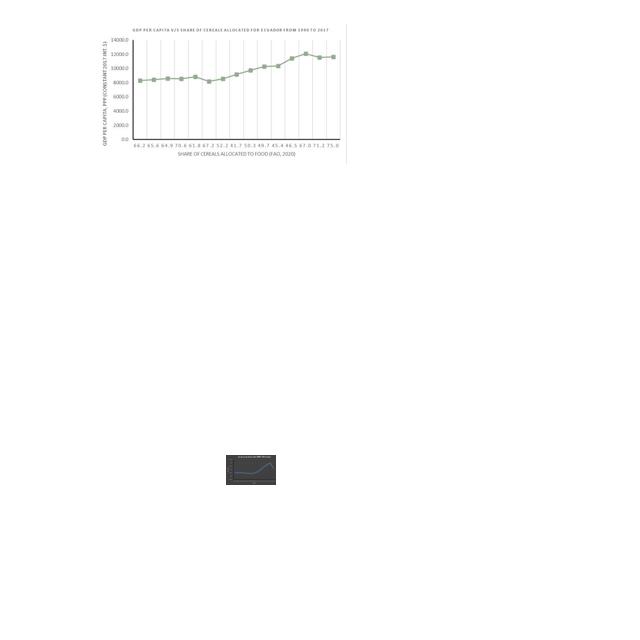 GDP PER CAPITA V/S SHARE OF CEREALS ALLOCATED FOR ECUADOR FROM 1990 TO 2017
GDP PER CAPITA, PPP (CONSTANT 2017 INT. $)
14000.0
12000.0
10000.0
8000.0
6000.0
4000.0
2000.0
0.0
66.2 65.6 64.9 70.6 61.8 67.2 52.2 41.7 50.3 49.7 45.4 46.5 67.0 71.2 75.0
SHARE OF CEREALS ALLOCATED TO FOOD (FAO, 2020)